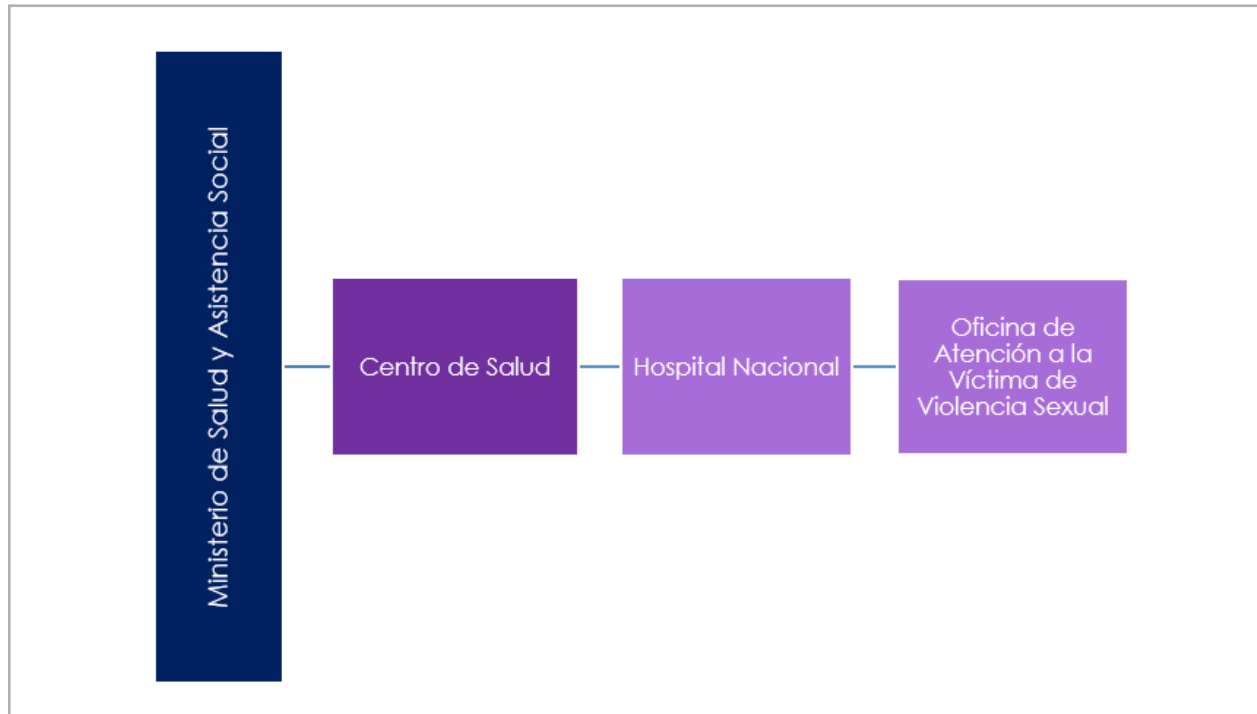 Ministerio de Salud y Asistencia Social
Centro de Salud
Hospital Nacional
Oficina de
Atención a la
Víctima de
Violencia Sexual